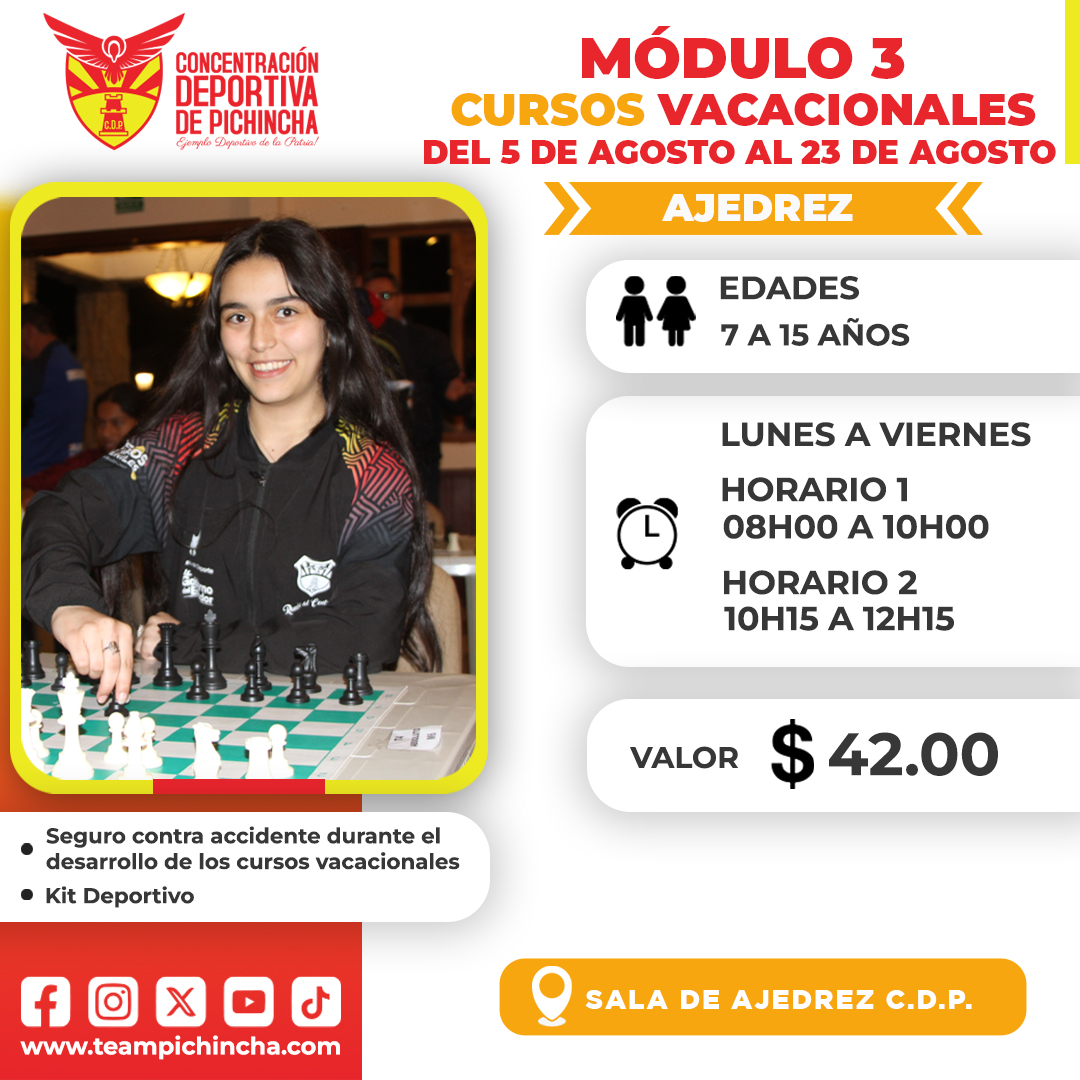 CONCENTRACIÓN
DEPORTIVA
DE PICHINCHA
Ejemplo Deportivo de la Patria!
C.D.P.
MÓDULO 3
CURSOS VACACIONALES
DEL 5 DE AGOSTO AL 23 DE AGOSTO
AJEDREZ
EDADES
7 A 15 AÑOS
LUNES A VIERNES
HORARIO 1
08H00 A 10H00
HORARIO 2
10H15 A 12H15
VALOR $ 42.00
Seguro contra accidente durante el
desarrollo de los cursos vacacionales
Kit Deportivo
SALA DE AJEDREZ C.D.P.
www.teampichincha.com